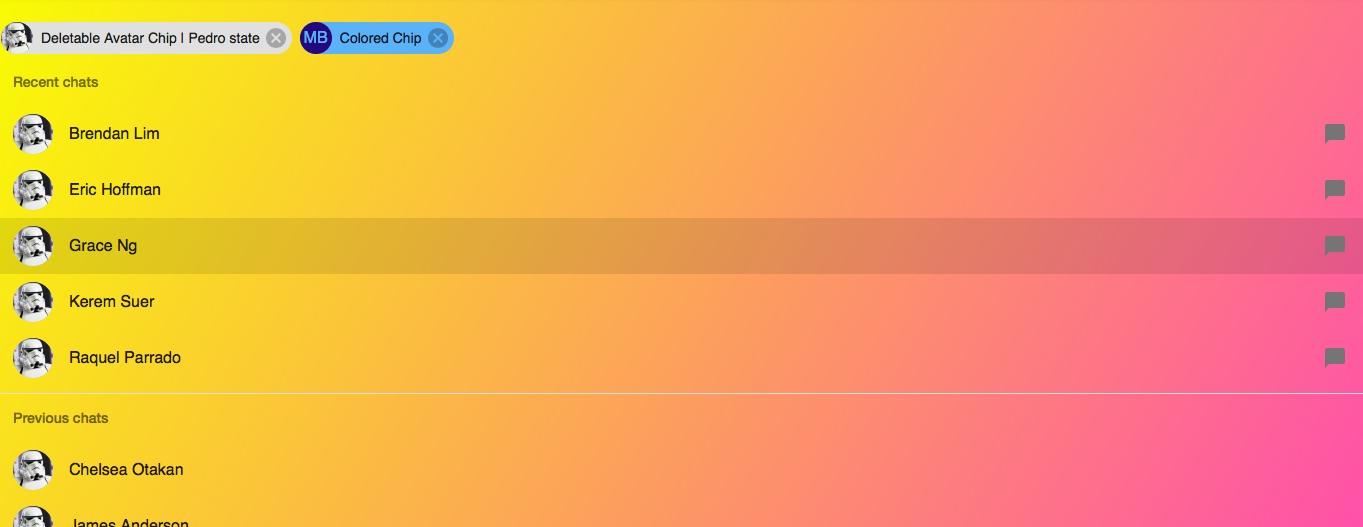 Deletable Avatar Chip | Pedro state
MB Colored Chip
Recent chats
Brendan Lim
Eric Hoffman
Grace Ng
Kerem Suer
Raquel Parrado
Previous chats
Chelsea Otakan
James Anderson